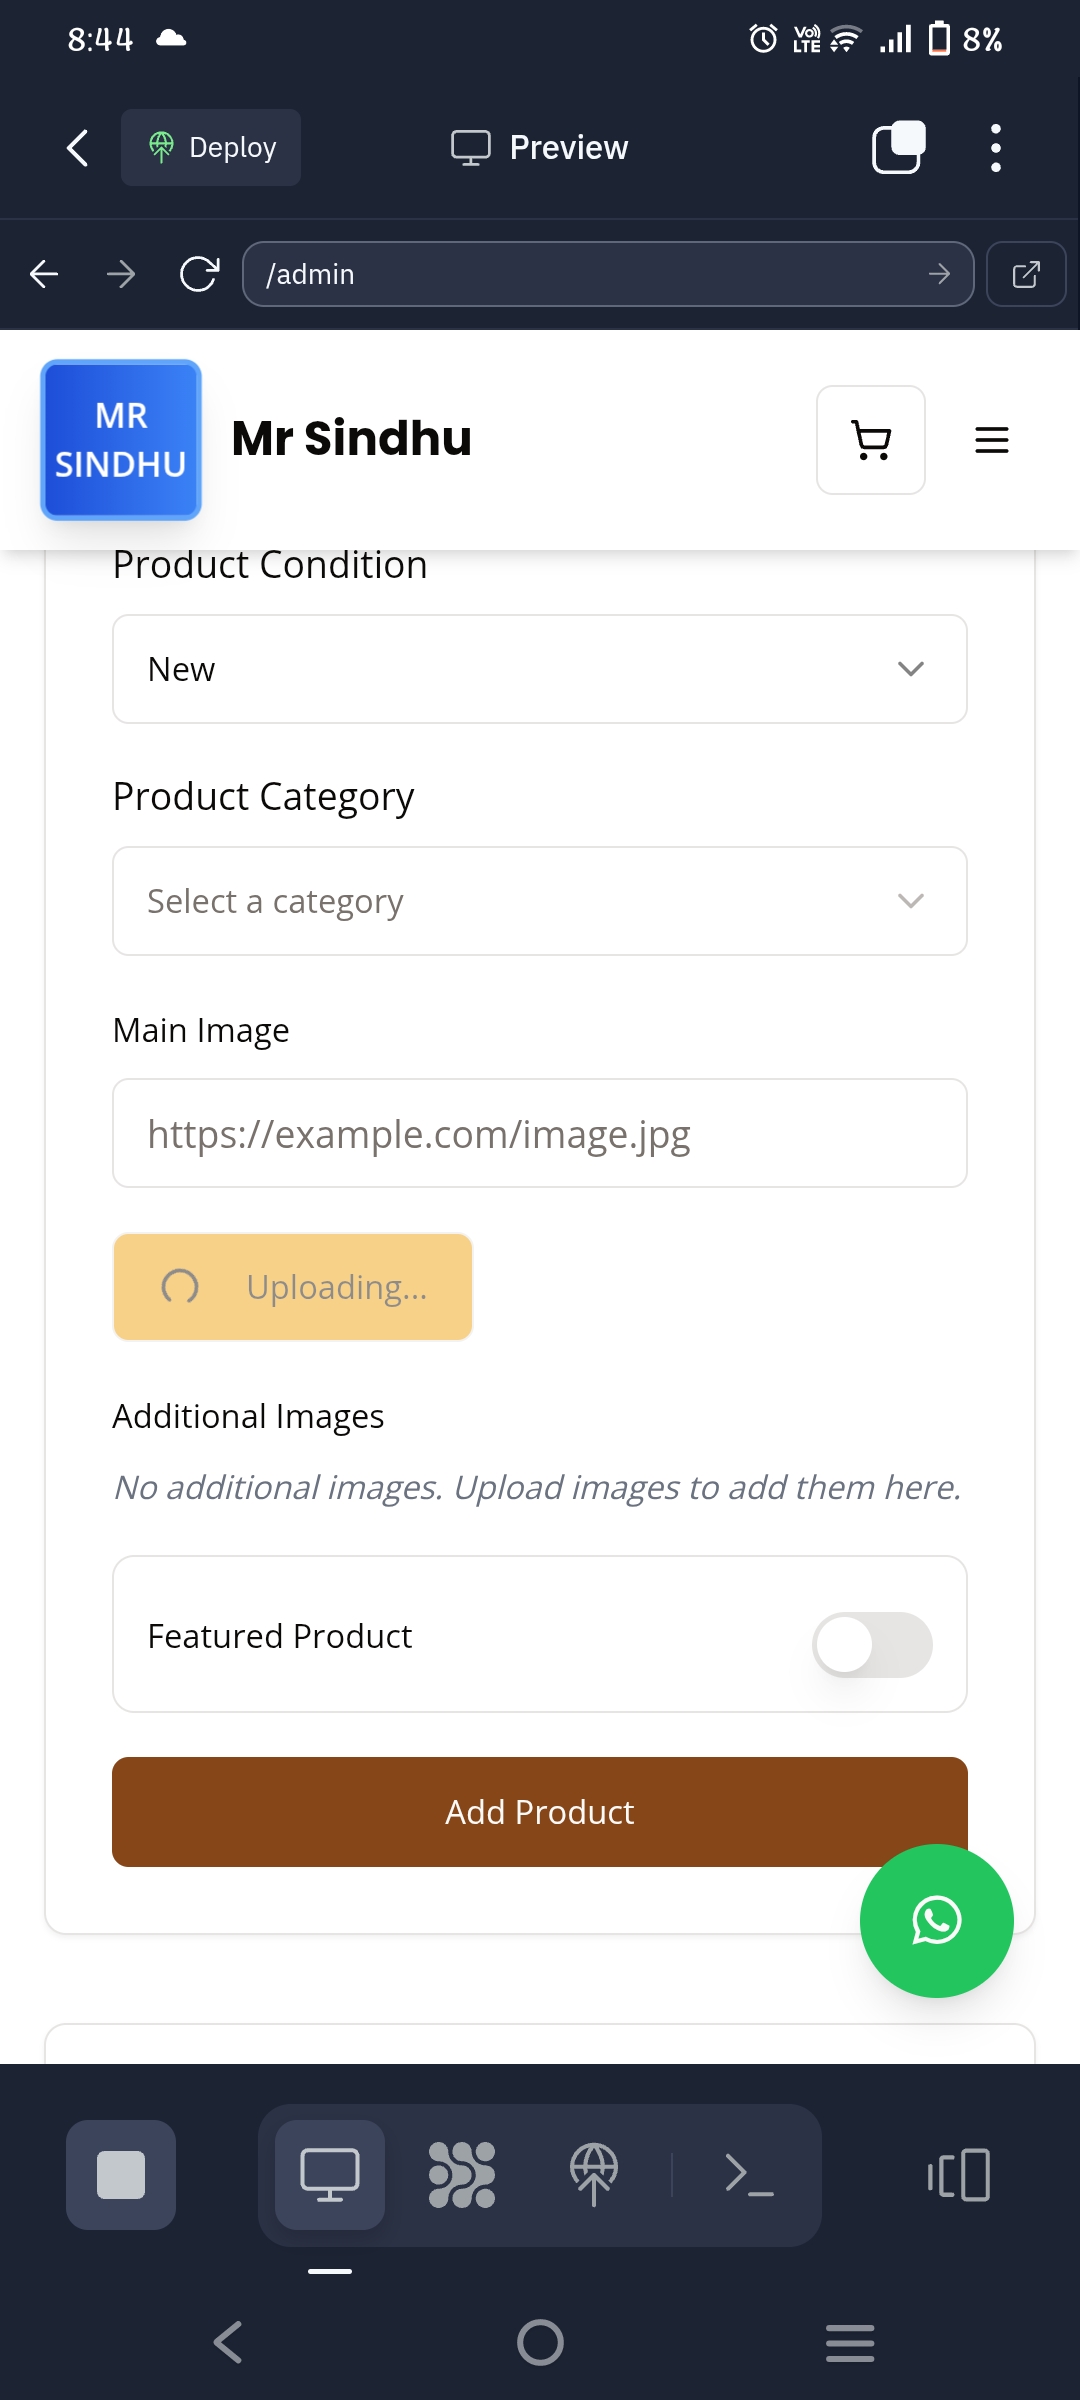 8:44
Vo)) LTE
8%
Deploy
Preview
/admin
MR
SINDHU
Mr Sindhu
Product Condition
New
Product Category
Select a category
Main Image
https://example.com/image.jpg
Uploading...
Additional Images
No additional images. Upload images to add them here.
Featured Product
Add Product